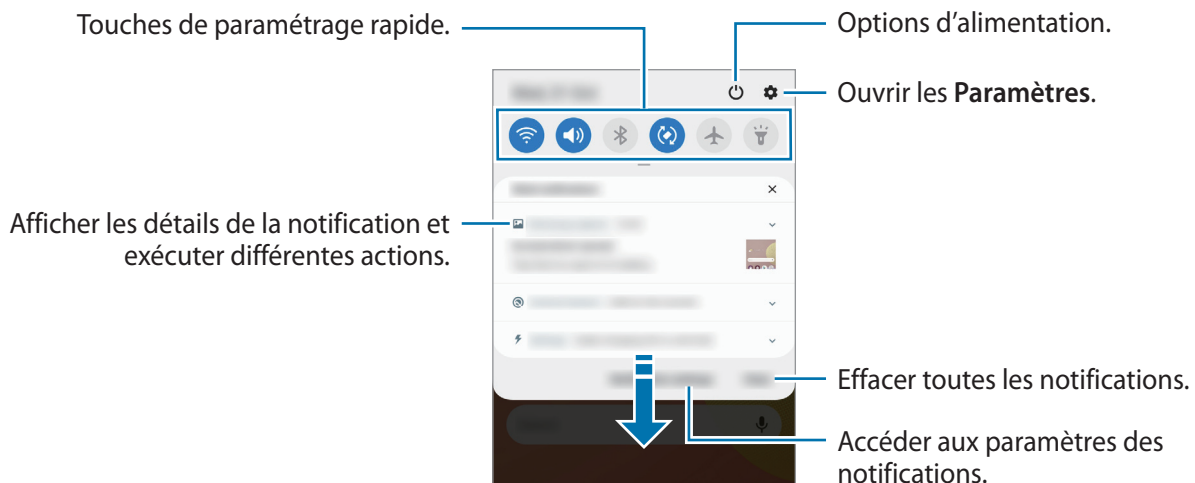 Touches de paramétrage rapide.
Options d’alimentation.
Ouvrir les Paramètres.
Afficher les détails de la notification et
exécuter différentes actions.
Effacer toutes les notifications.
Accéder aux paramètres des
notifications.